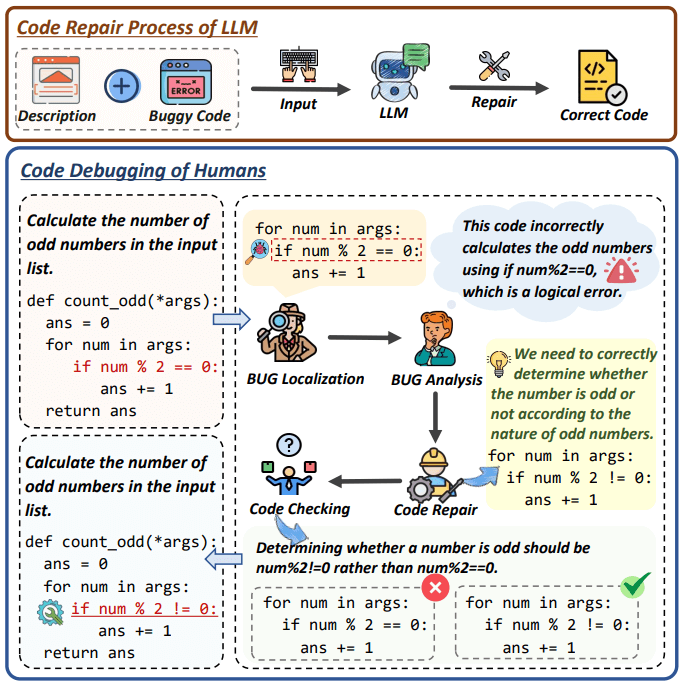 Code Repair Process of LLM
Description
ERROR
Buggy Code
Input
LLM
Repair
</>
Correct Code
Code Debugging of Humans
Calculate the number of
odd numbers in the input
list.
def count_odd(*args):
ans = 0
for num in args:
if num % 2 == 0:
ans += 1
return ans
for num in args:
if num % 2 == 0:
ans += 1
This code incorrectly
calculates the odd numbers
using if num%2==0,
which is a logical error.
BUG Localization
BUG Analysis
We need to correctly
determine whether
the number is odd or
not according to the
nature of odd numbers.
for num in args:
if num % 2 != 0:
ans += 1
?
Code Checking
Code Repair
Calculate the number of
odd numbers in the input
list.
def count_odd(*args):
ans = 0
for num in args:
if num % 2 != 0:
ans += 1
return ans
Determining whether a number is odd should be
num%2!=0 rather than num%2==0.
for num in args:
if num % 2 == 0:
ans += 1
for num in args:
if num % 2 != 0:
ans += 1